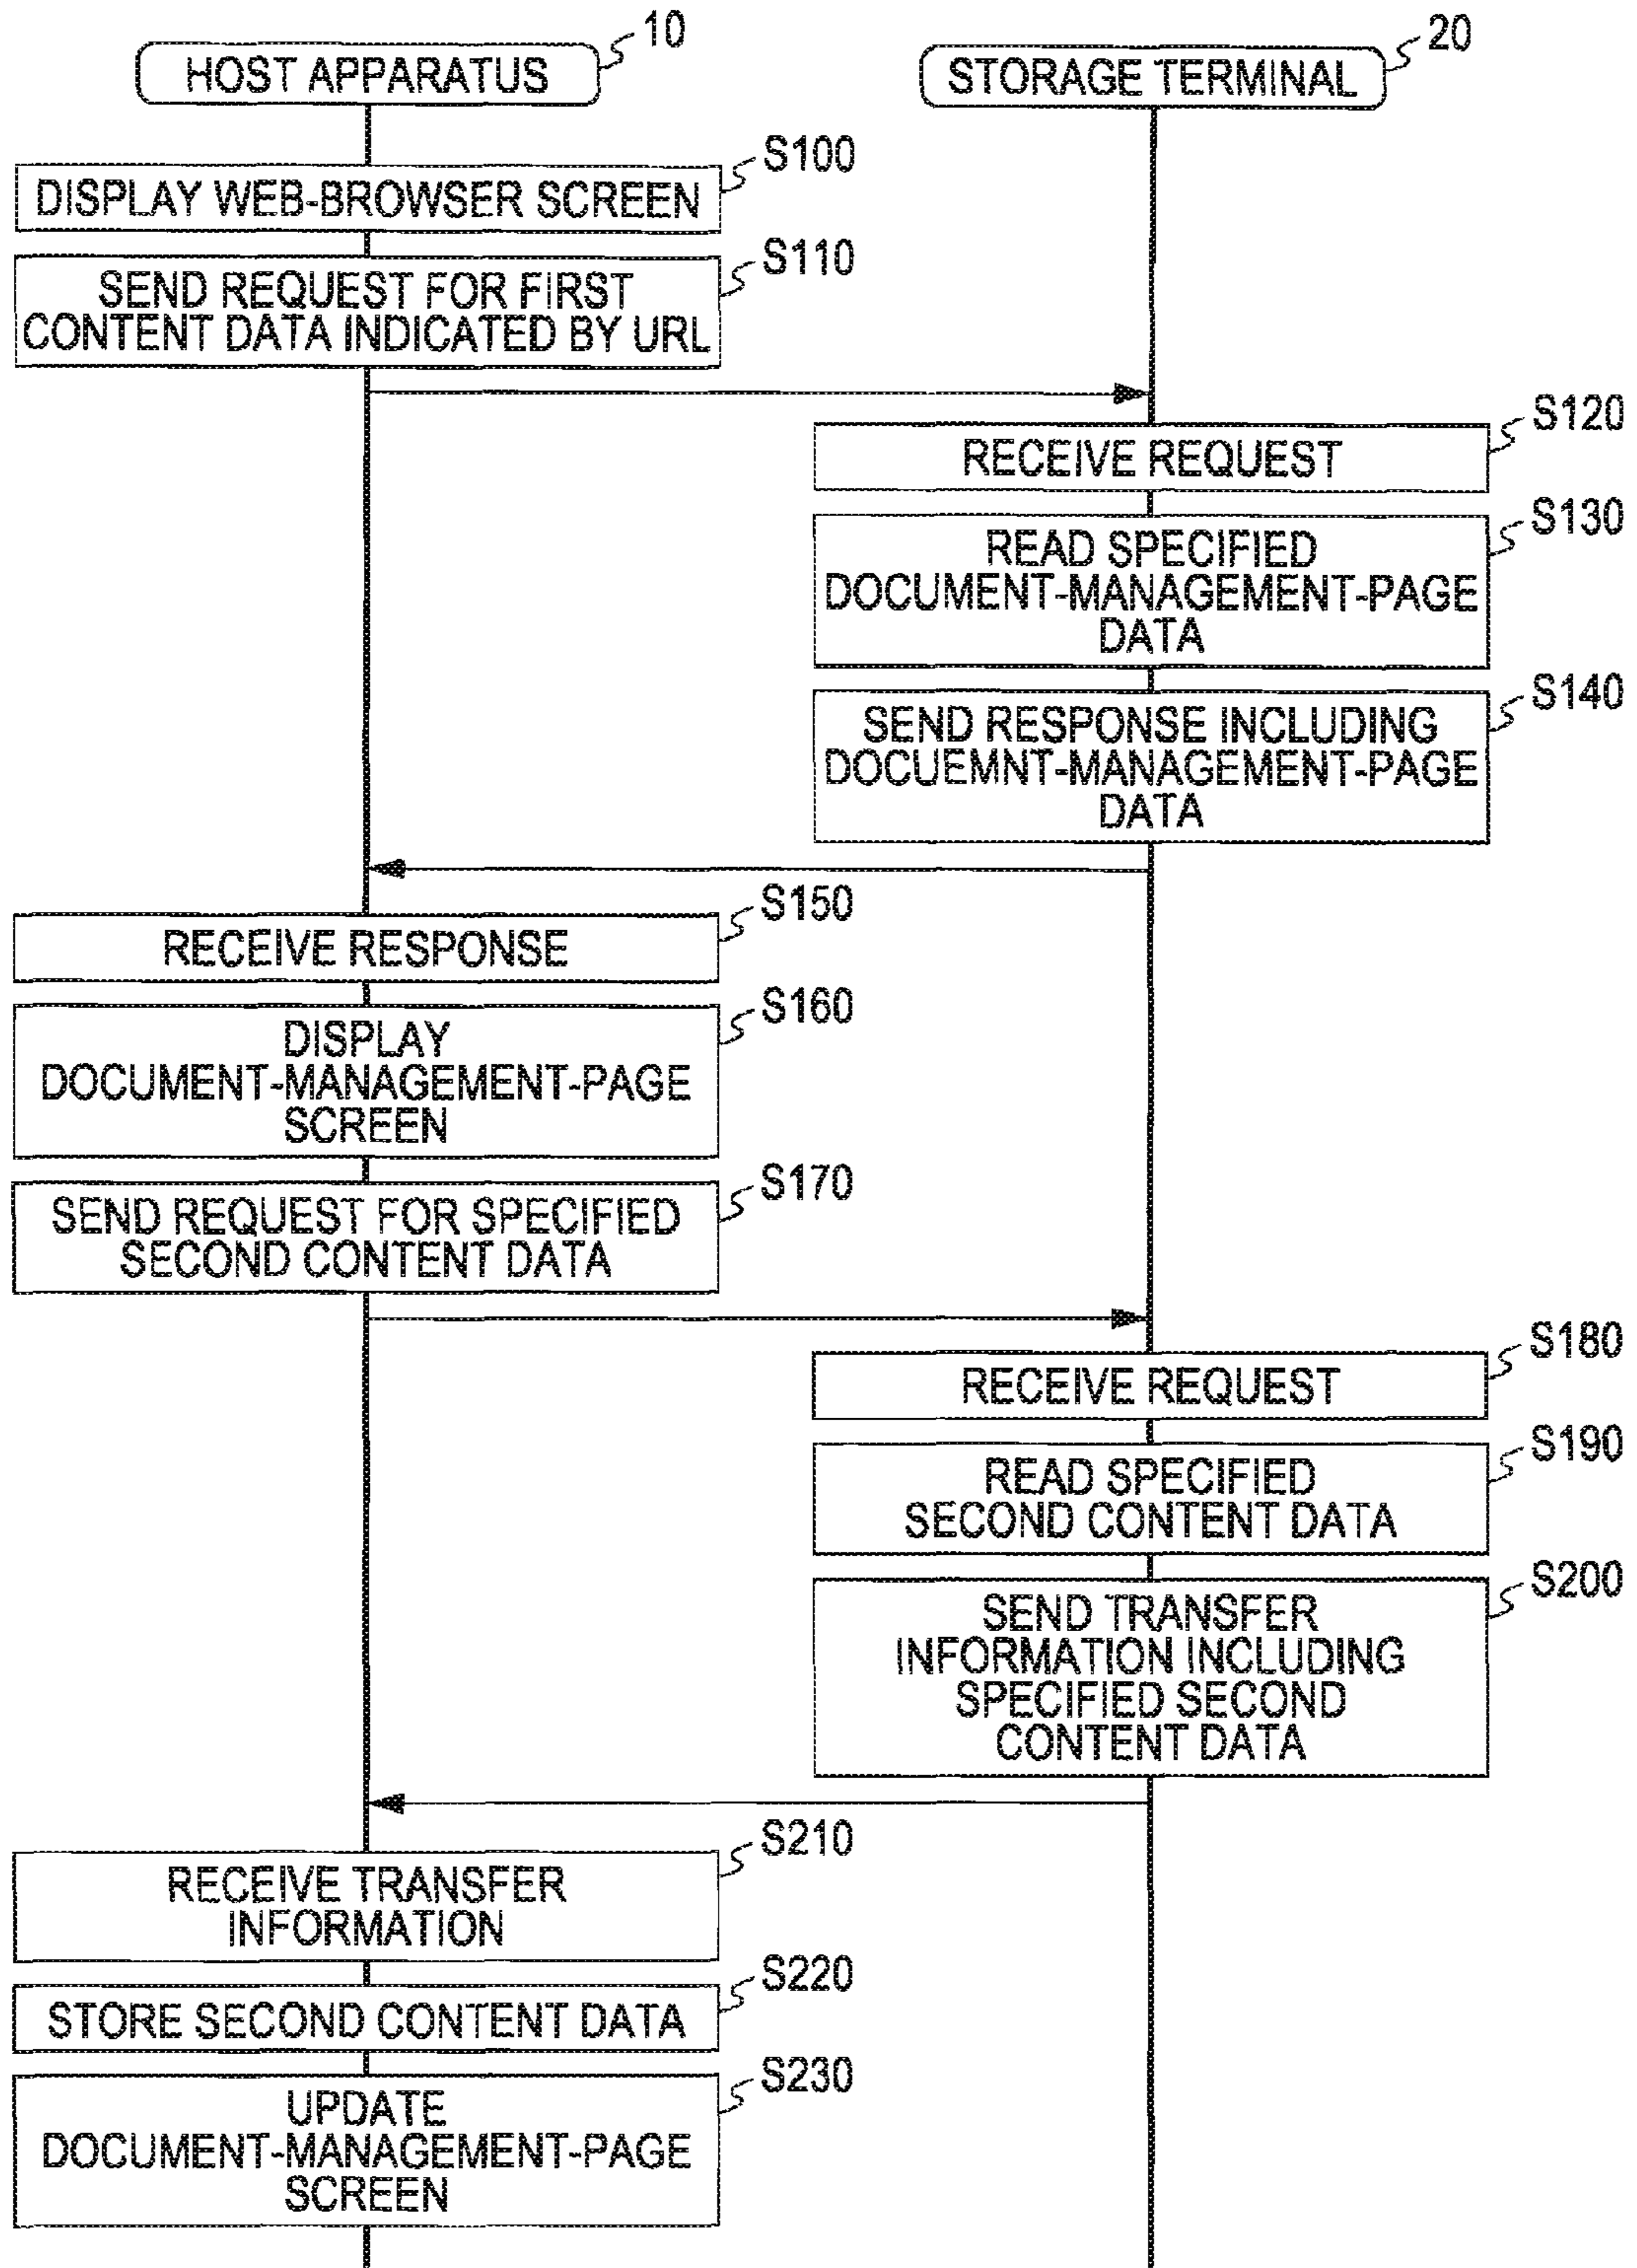 10
HOST APPARATUS
20
STORAGE TERMINAL
S100
DISPLAY WEB-BROWSER SCREEN
S110
SEND REQUEST FOR FIRST
CONTENT DATA INDICATED BY URL
S120
RECEIVE REQUEST
S130
READ SPECIFIED
DOCUMENT-MANAGEMENT-PAGE
DATA
S140
SEND RESPONSE INCLUDING
DOCUEMNT-MANAGEMENT-PAGE
DATA
S150
RECEIVE RESPONSE
S160
DISPLAY
DOCUMENT-MANAGEMENT-PAGE
SCREEN
S170
SEND REQUEST FOR SPECIFIED
SECOND CONTENT DATA
S180
RECEIVE REQUEST
S190
READ SPECIFIED
SECOND CONTENT DATA
S200
SEND TRANSFER
INFORMATION INCLUDING
SPECIFIED SECOND
CONTENT DATA
S210
RECEIVE TRANSFER
INFORMATION
S220
STORE SECOND CONTENT DATA
S230
UPDATE
DOCUMENT-MANAGEMENT-PAGE
SCREEN